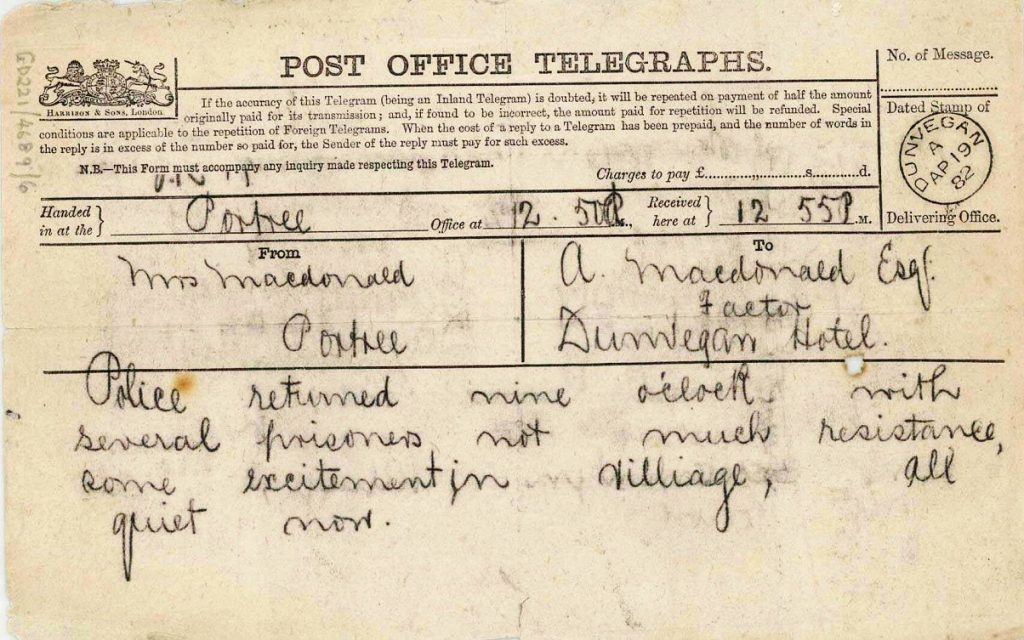 GD221/4689/6
HARRISON & SONS, London.
POST OFFICE TELEGRAPHS.
No. of Message.
If the accuracy of this Telegram (being an Inland Telegram) is doubted, it will be repeated on payment of half the amount
originally paid for its transmission; and, if found to be incorrect, the amount paid for repetition will be refunded. Special
conditions are applicable to the repetition of Foreign Telegrams. When the cost of a reply to a Telegram has been prepaid, and the number of words in
the reply is in excess of the number so paid for, the Sender of the reply must pay for such excess.
N.B.—This Form must accompany any inquiry made respecting this Telegram.
Charges to pay £..........,,..........s..........d.
Dated Stamp of
DUNVEGAN
A
AP 19
82
Delivering Office.
Handed in at the } Portree Office at 12.50P M., Received here at } 12 55P .M.
From
Mrs Macdonald
Portree
To
A. Macdonald Esq.
Factor
Dunvegan Hotel.
Police returned nine o'clock with
several prisoners not much resistance,
some excitement in villiage, all
quiet now.